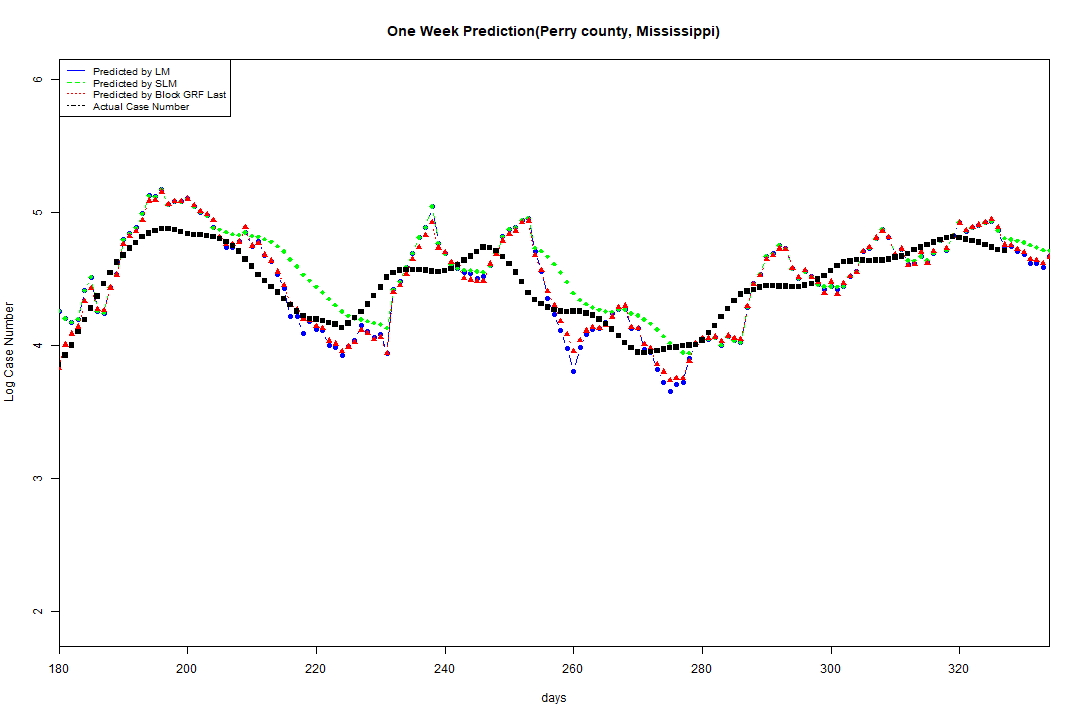 One Week Prediction(Perry county, Mississippi)
Predicted by LM
Predicted by SLM
Predicted by Block GRF Last
Actual Case Number
6
5
4
3
2
Log Case Number
180 200 220 240 260 280 300 320
days